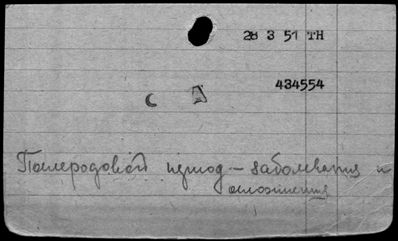 28 3 51 TH
434554
Послеродовой период – заболевания и
осложнения